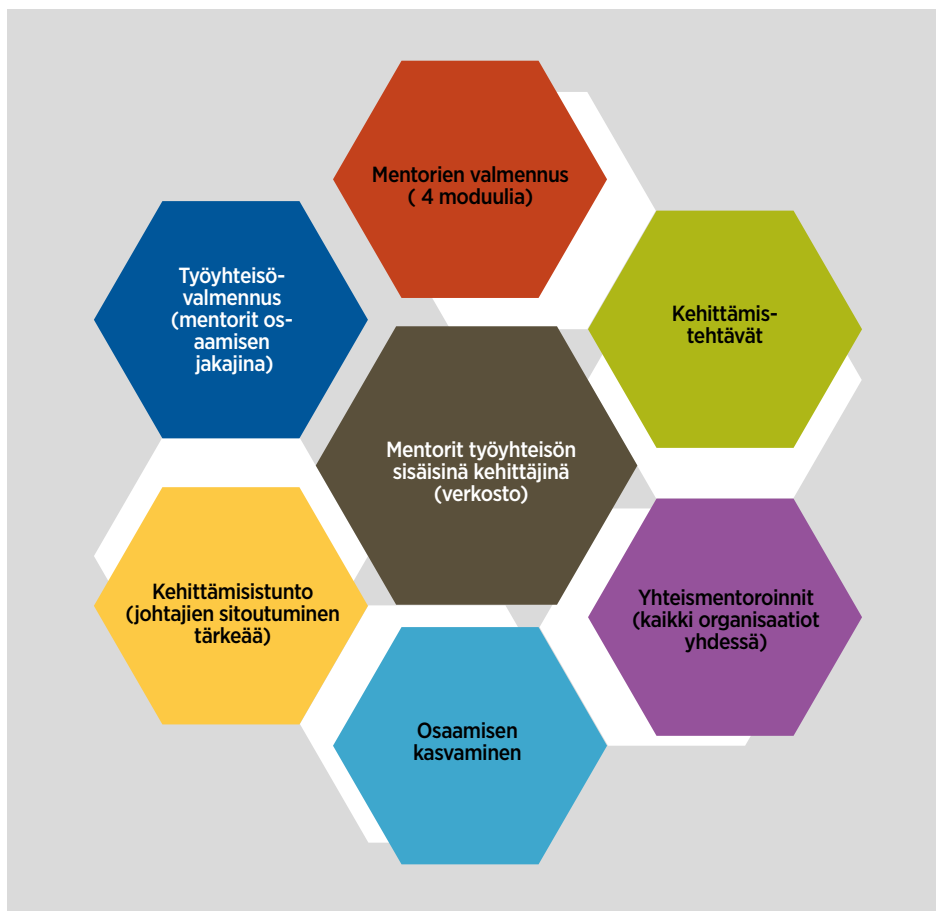 Mentorien valmennus
( 4 moduulia)
Työyhteisö-
valmennus
(mentorit os-
aamisen
jakajina)
Kehittämis-
tehtävät
Mentorit työyhteisön
sisäisinä kehittäjinä
(verkosto)
Kehittämisistunto
(johtajien sitoutuminen
tärkeää)
Yhteismentoroinnit
(kaikki organisaatiot
yhdessä)
Osaamisen
kasvaminen